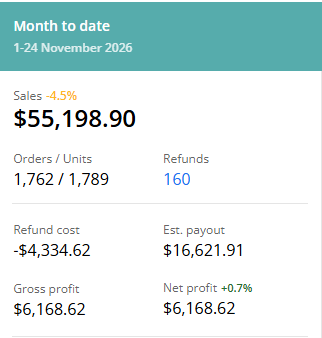 Month to date
1-24 November 2026
Sales -4.5%
$55,198.90
Orders / Units Refunds
1,762 / 1,789 160
Refund cost Est. payout
-$4,334.62 $16,621.91
Gross profit Net profit +0.7%
$6,168.62 $6,168.62